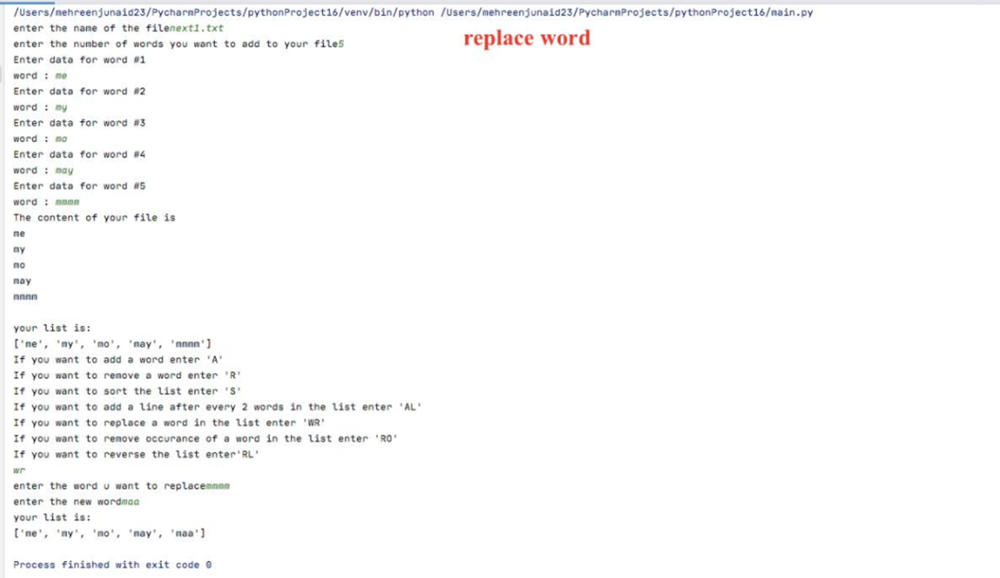 /Users/mehreenjunaid23/PycharmProjects/pythonProject16/venv/bin/python /Users/mehreenjunaid23/PycharmProjects/pythonProject16/main.py
enter the name of the filenext1.txt
replace word
enter the number of words you want to add to your file5
Enter data for word #1
word : me
Enter data for word #2
word : my
Enter data for word #3
word : mo
Enter data for word #4
word : may
Enter data for word #5
word : mmmm
The content of your file is
me
my
mo
may
mmmm
your list is:
['me', 'my', 'mo', 'may', 'mmmm']
If you want to add a word enter 'A'
If you want to remove a word enter 'R'
If you want to sort the list enter 'S'
If you want to add a line after every 2 words in the list enter 'AL'
If you want to replace a word in the list enter 'WR'
If you want to remove occurance of a word in the list enter 'RO'
If you want to reverse the list enter'RL'
wr
enter the word u want to replacemmmm
enter the new wordmaa
your list is:
['me', 'my', 'mo', 'may', 'maa']
Process finished with exit code 0